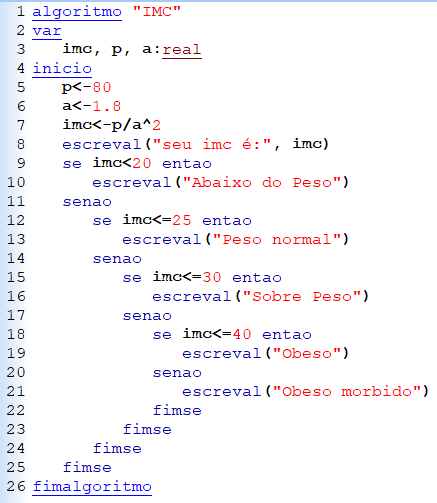 1 algoritmo "IMC"
2 var
3    imc, p, a:real
4 inicio
5    p<-80
6    a<-1.8
7    imc<-p/a^2
8    escreval("seu imc é:", imc)
9    se imc<20 entao
10       escreval("Abaixo do Peso")
11    senao
12       se imc<=25 entao
13          escreval("Peso normal")
14       senao
15          se imc<=30 entao
16             escreval("Sobre Peso")
17          senao
18             se imc<=40 entao
19                escreval("Obeso")
20             senao
21                escreval("Obeso morbido")
22             fimse
23          fimse
24       fimse
25    fimse
26 fimalgoritmo